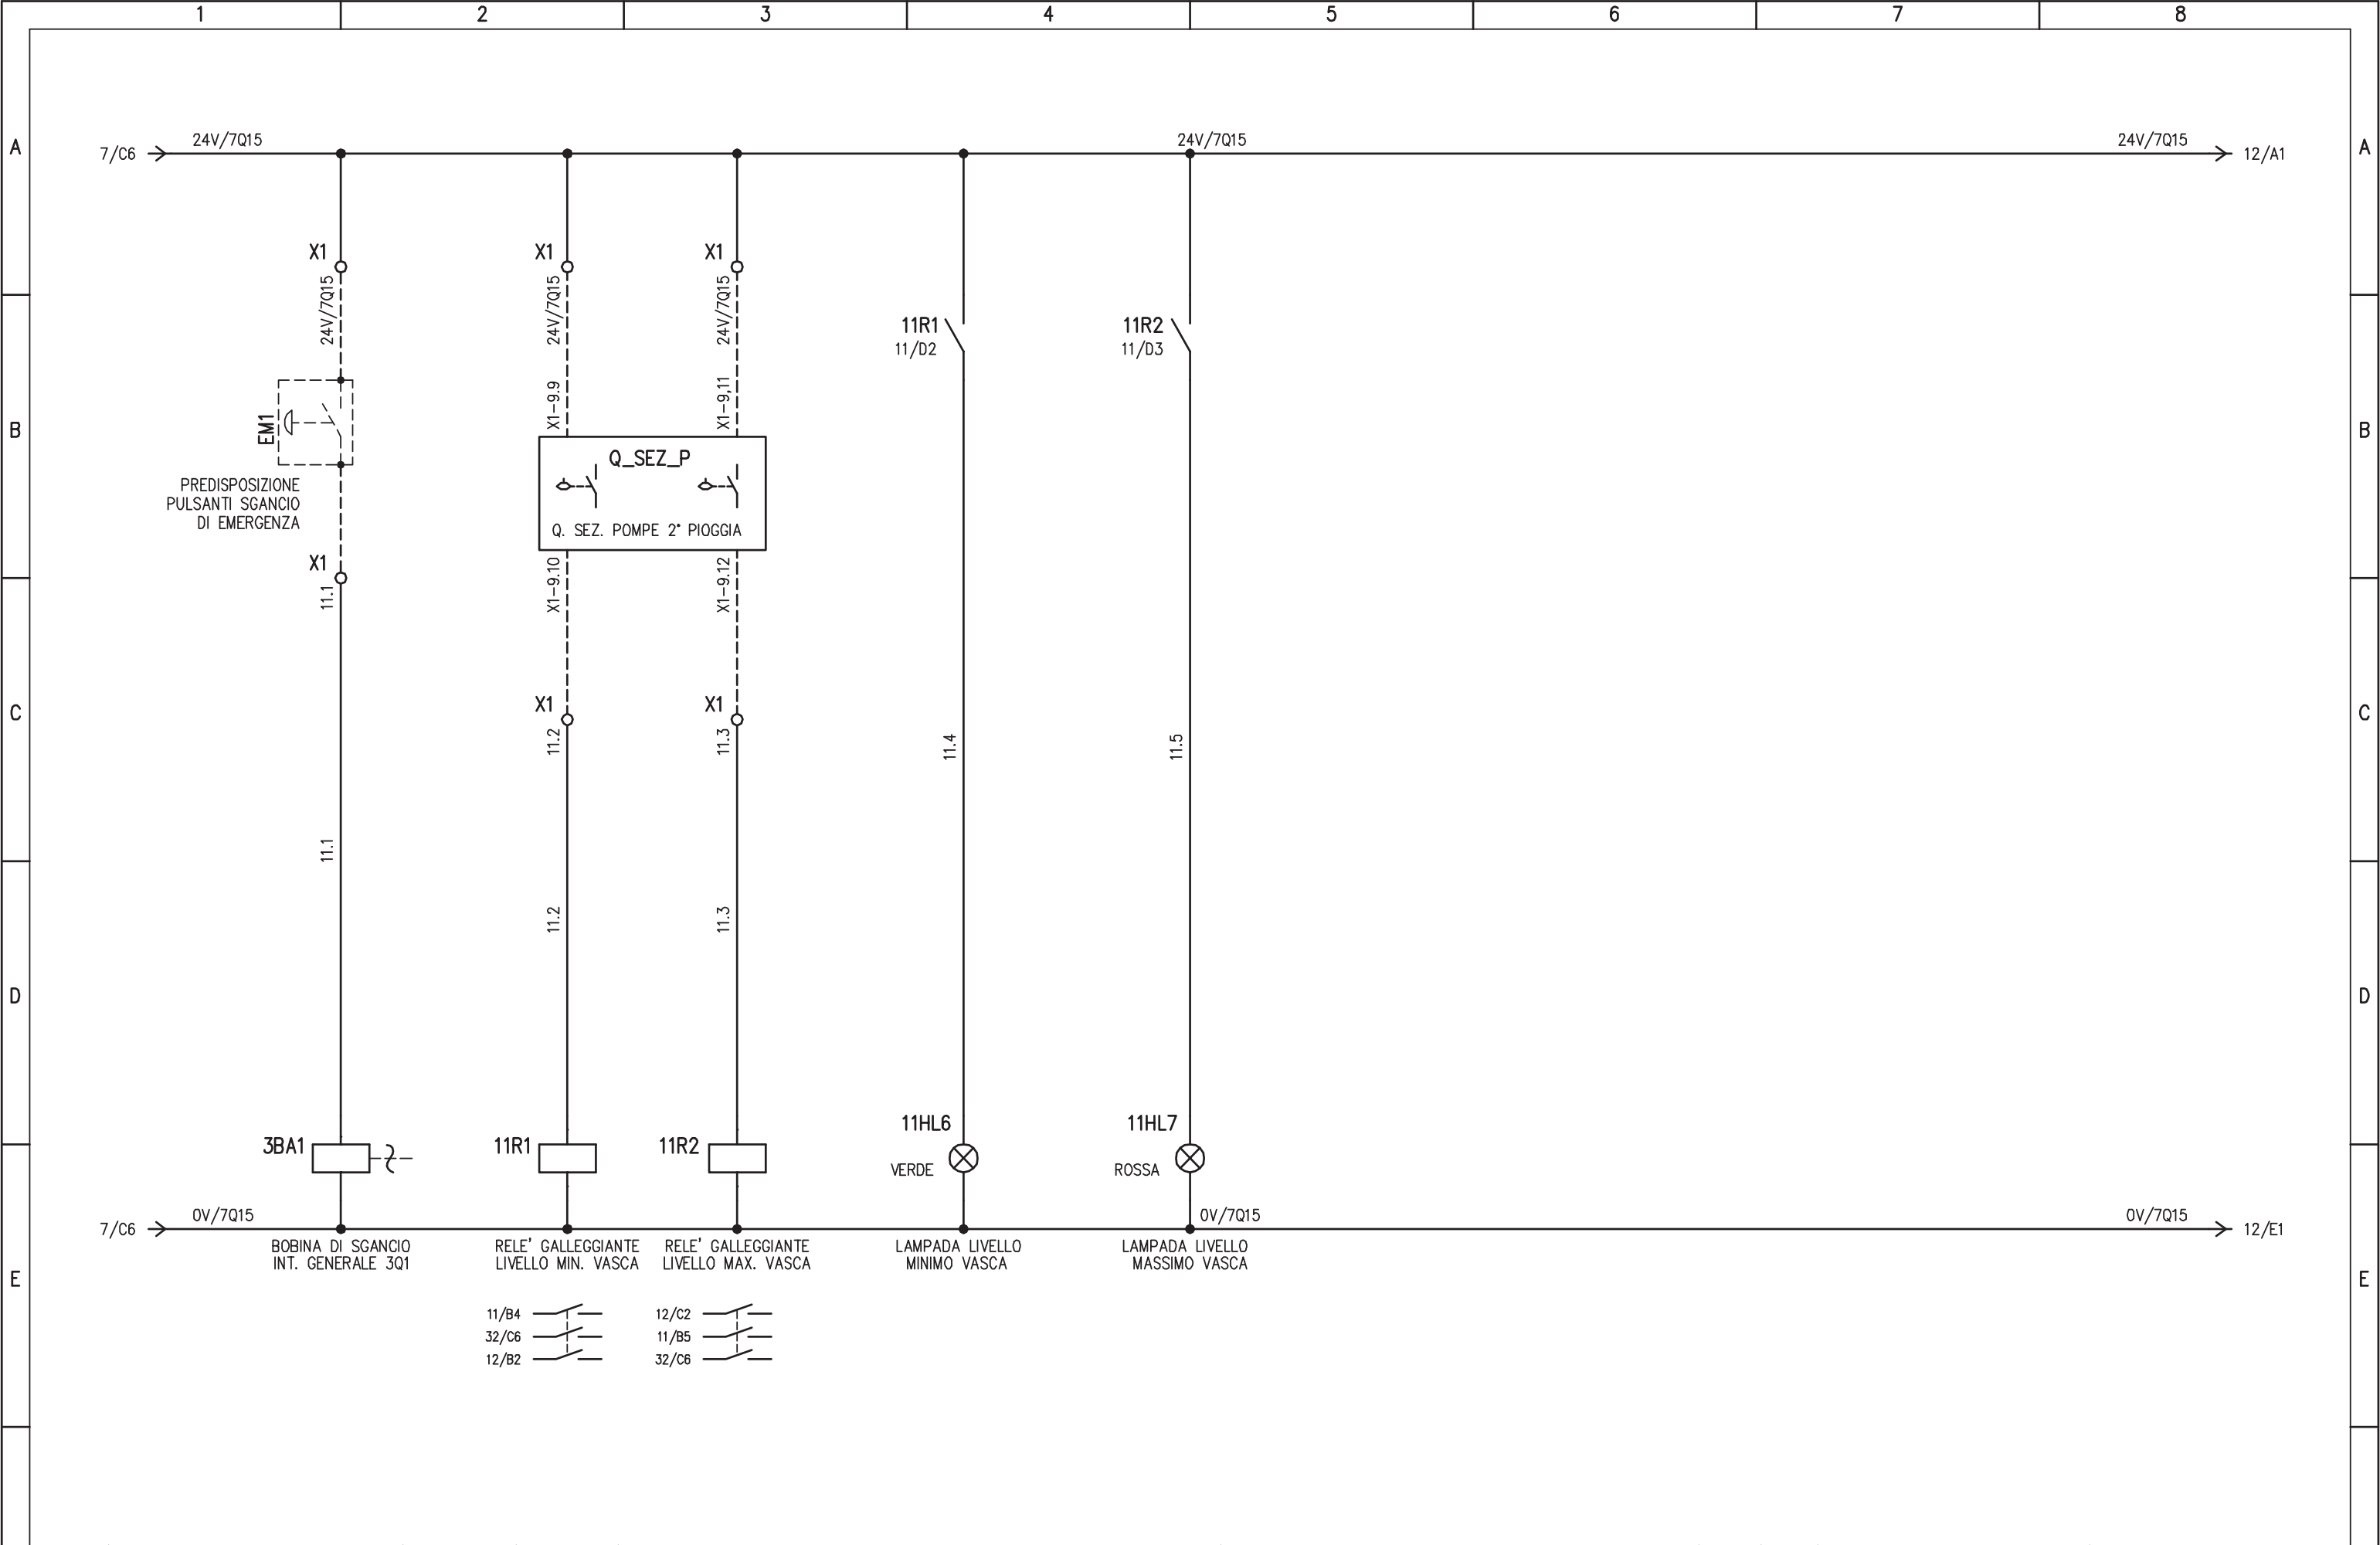 1 2 3 4 5 6 7 8
A A
24V/7Q15 24V/7Q15 24V/7Q15
7/C6 12/A1
X1 X1 X1
24V/7Q15 24V/7Q15 24V/7Q15
11R1 11R2
11/D2 11/D3
X1-9.9 X1-9,11
B B
EM1
Q_SEZ_P
PREDISPOSIZIONE
PULSANTI SGANCIO
DI EMERGENZA
Q. SEZ. POMPE 2° PIOGGIA
X1 X1-9.10 X1-9.12
11.1
X1 X1
C C
11.2 11.3 11.4 11.5
11.1
11.2 11.3
D D
11HL6 11HL7
3BA1 11R1 11R2
VERDE ROSSA
0V/7Q15 0V/7Q15 0V/7Q15
7/C6 12/E1
BOBINA DI SGANCIO
INT. GENERALE 3Q1
RELE' GALLEGGIANTE
LIVELLO MIN. VASCA
RELE' GALLEGGIANTE
LIVELLO MAX. VASCA
LAMPADA LIVELLO
MINIMO VASCA
LAMPADA LIVELLO
MASSIMO VASCA
E E
11/B4 12/C2
32/C6 11/B5
12/B2 32/C6